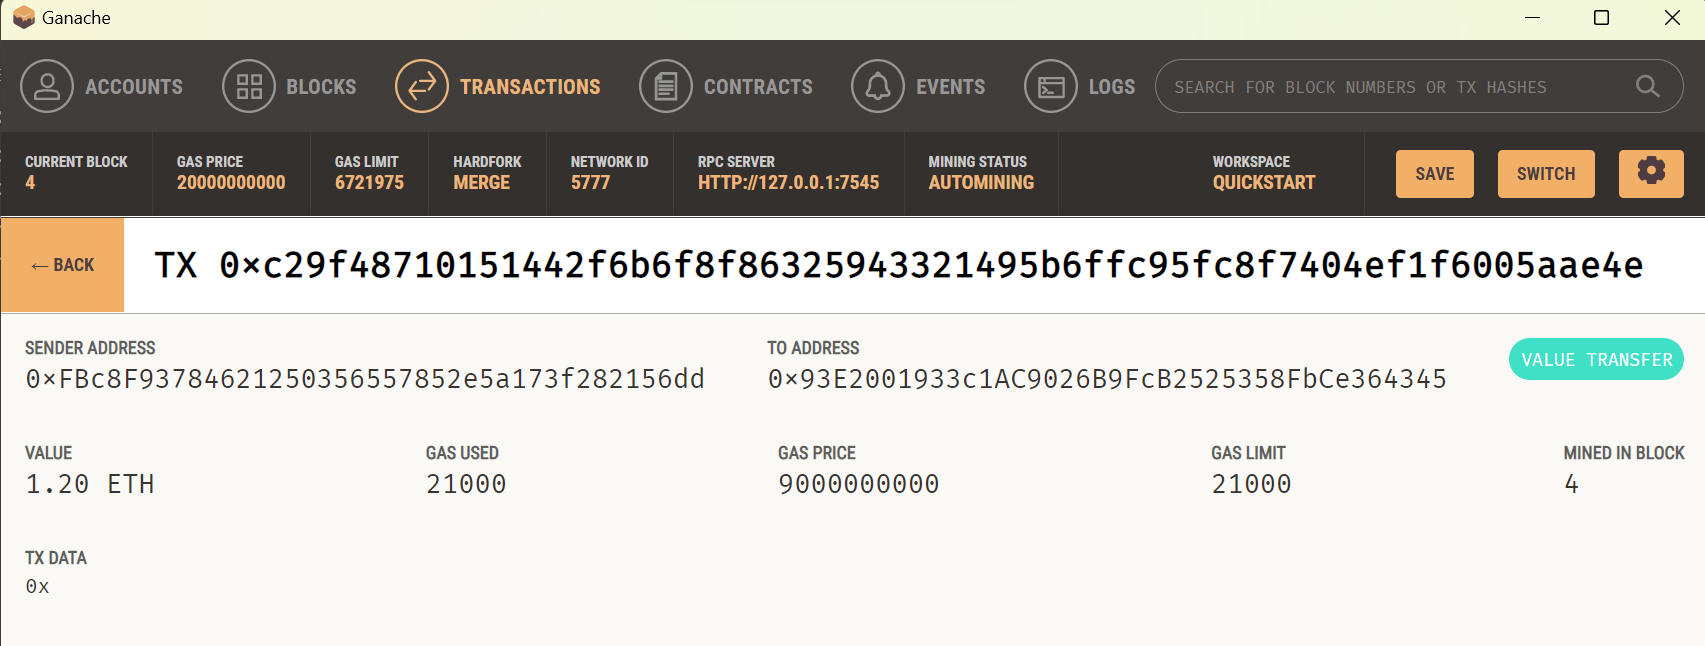 Ganache
ACCOUNTS BLOCKS TRANSACTIONS CONTRACTS EVENTS LOGS SEARCH FOR BLOCK NUMBERS OR TX HASHES
CURRENT BLOCK GAS PRICE GAS LIMIT HARDFORK NETWORK ID RPC SERVER MINING STATUS WORKSPACE
4 20000000000 6721975 MERGE 5777 HTTP://127.0.0.1:7545 AUTOMINING QUICKSTART SAVE SWITCH
← BACK TX 0×c29f48710151442f6b6f8f86325943321495b6ffc95fc8f7404ef1f6005aae4e
SENDER ADDRESS TO ADDRESS
0×FBc8F93784621250356557852e5a173f282156dd 0×93E2001933c1AC9026B9FcB2525358FbCe364345 VALUE TRANSFER
VALUE GAS USED GAS PRICE GAS LIMIT MINED IN BLOCK
1.20 ETH 21000 9000000000 21000 4
TX DATA
0x